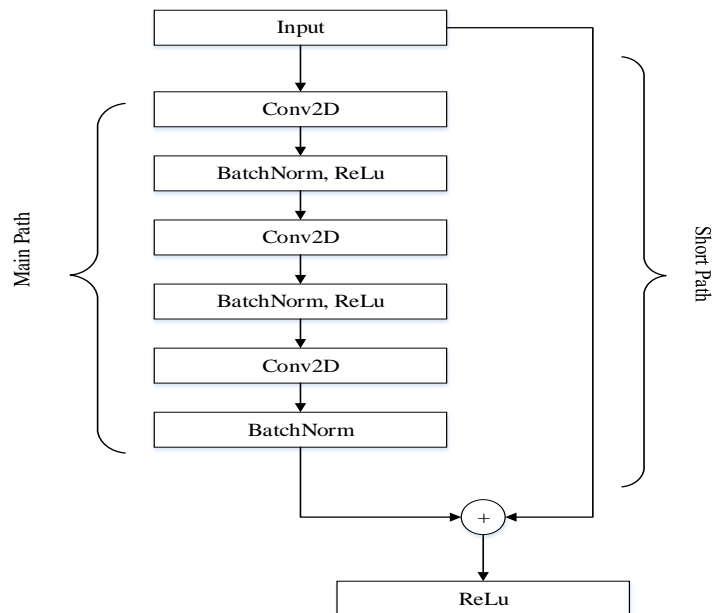 Input
Conv2D
BatchNorm, ReLu
Conv2D
BatchNorm, ReLu
Conv2D
BatchNorm
Main Path
Short Path
+
ReLu